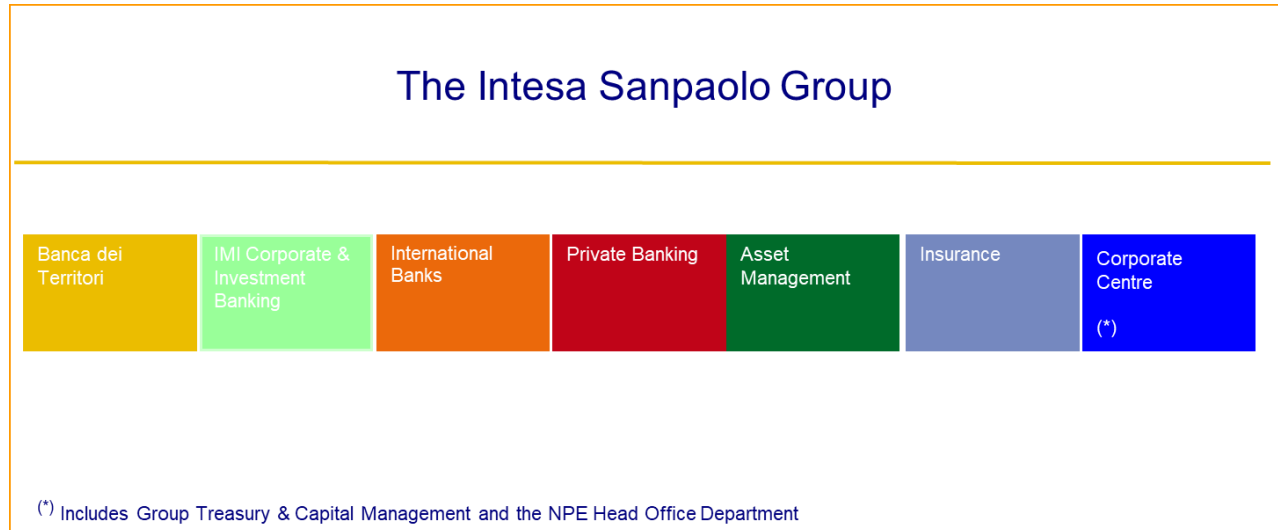 The Intesa Sanpaolo Group
Banca dei
Territori
IMI Corporate &
Investment
Banking
International
Banks
Private Banking
Asset
Management
Insurance
Corporate
Centre
(*)
(*) Includes Group Treasury & Capital Management and the NPE Head Office Department